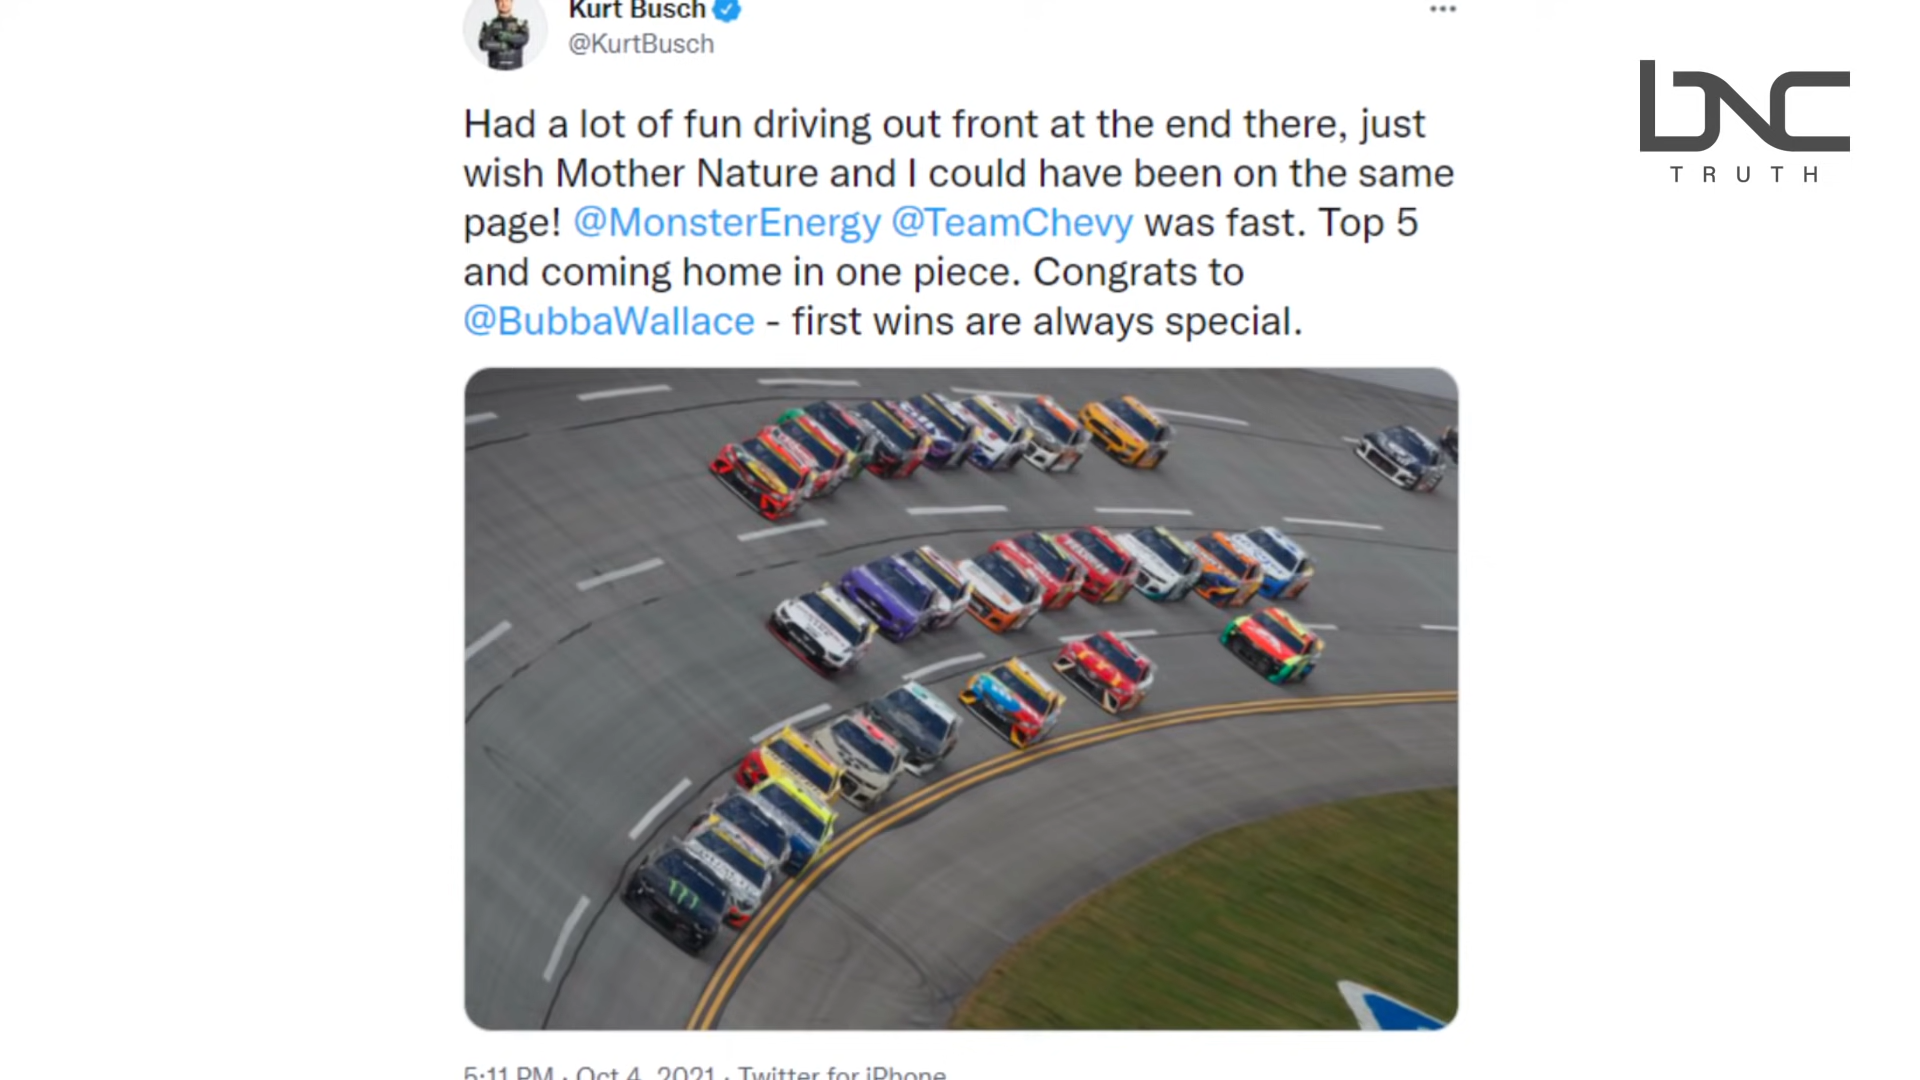 Kurt Busch
@KurtBusch
BNC
TRUTH
Had a lot of fun driving out front at the end there, just
wish Mother Nature and I could have been on the same
page! @MonsterEnergy @TeamChevy was fast. Top 5
and coming home in one piece. Congrats to
@BubbaWallace - first wins are always special.
5:11 PM · Oct 4, 2021 · Twitter for iPhone